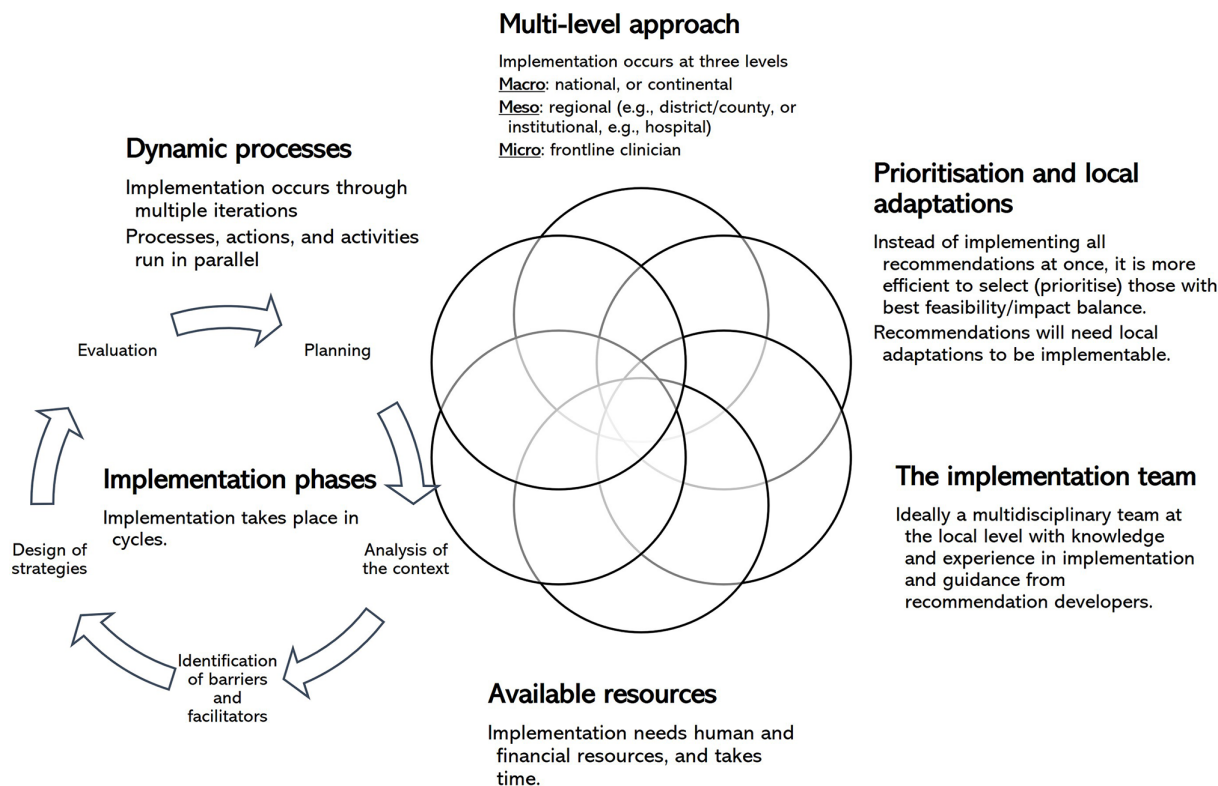 Multi-level approach
Implementation occurs at three levels
Macro: national, or continental
Meso: regional (e.g., district/county, or
institutional, e.g., hospital)
Micro: frontline clinician
Dynamic processes
Implementation occurs through
multiple iterations
Processes, actions, and activities
run in parallel
Prioritisation and local
adaptations
Instead of implementing all
recommendations at once, it is more
efficient to select (prioritise) those with
best feasibility/impact balance.
Recommendations will need local
adaptations to be implementable.
Evaluation
Planning
Implementation phases
Implementation takes place in
cycles.
Design of
strategies
Analysis of
the context
Identification
of barriers
and
facilitators
The implementation team
Ideally a multidisciplinary team at
the local level with knowledge
and experience in implementation
and guidance from
recommendation developers.
Available resources
Implementation needs human and
financial resources, and takes
time.